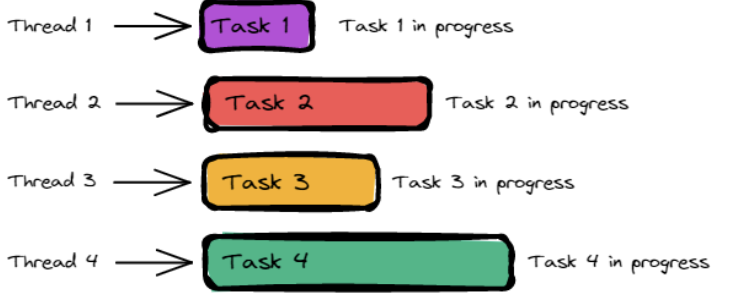 Thread 1 Task 1 Task 1 in progress
Thread 2 Task 2 Task 2 in progress
Thread 3 Task 3 Task 3 in progress
Thread 4 Task 4 Task 4 in progress